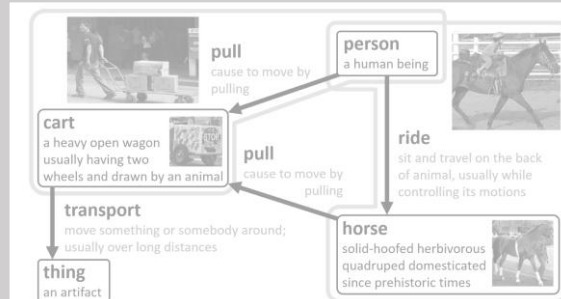 pull
cause to move by
pulling
person
a human being
cart
a heavy open wagon
usually having two
wheels and drawn by an animal
pull
cause to move by
pulling
ride
sit and travel on the back
of animal, usually while
controlling its motions
transport
move something or somebody around;
usually over long distances
horse
solid-hoofed herbivorous
quadruped domesticated
since prehistoric times
thing
an artifact